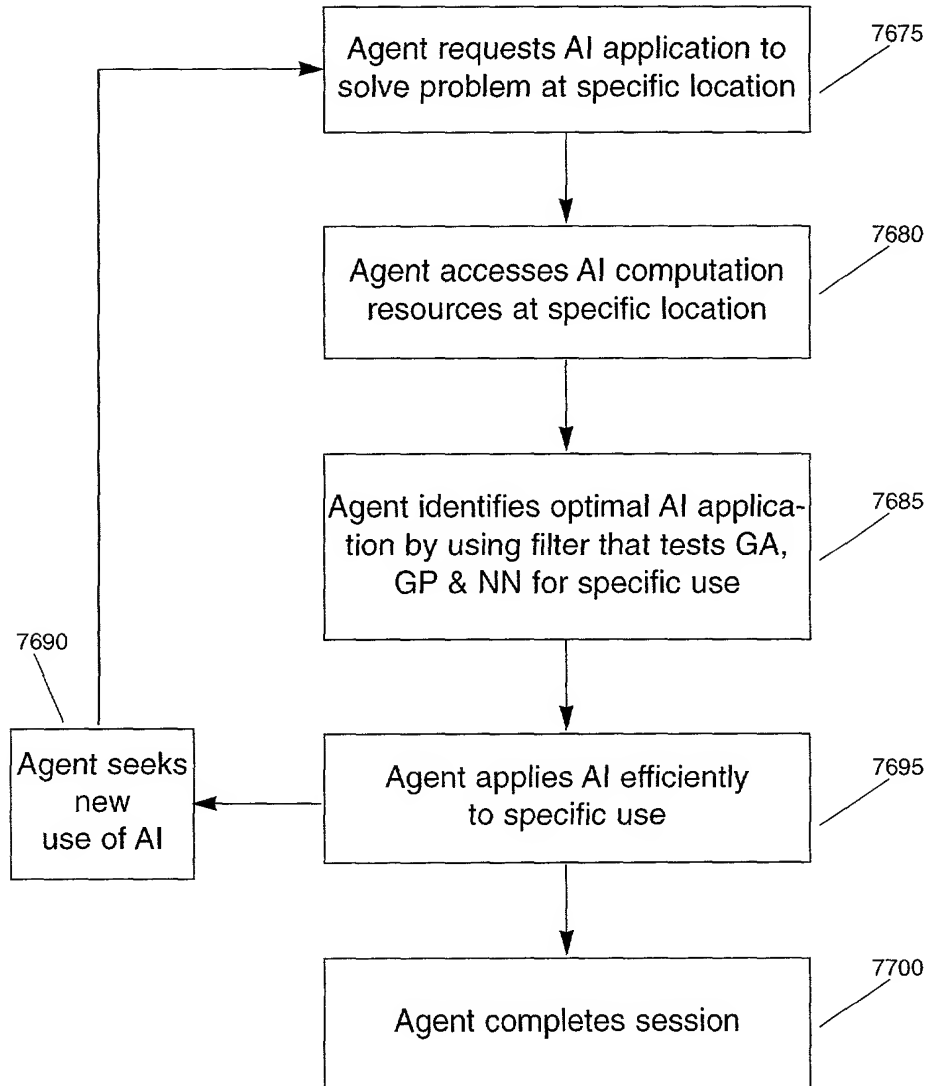 Agent requests AI application to
solve problem at specific location
7675
Agent accesses AI computation
resources at specific location
7680
Agent identifies optimal AI applica-
tion by using filter that tests GA,
GP & NN for specific use
7685
7690
Agent seeks
new
use of AI
Agent applies AI efficiently
to specific use
7695
Agent completes session
7700